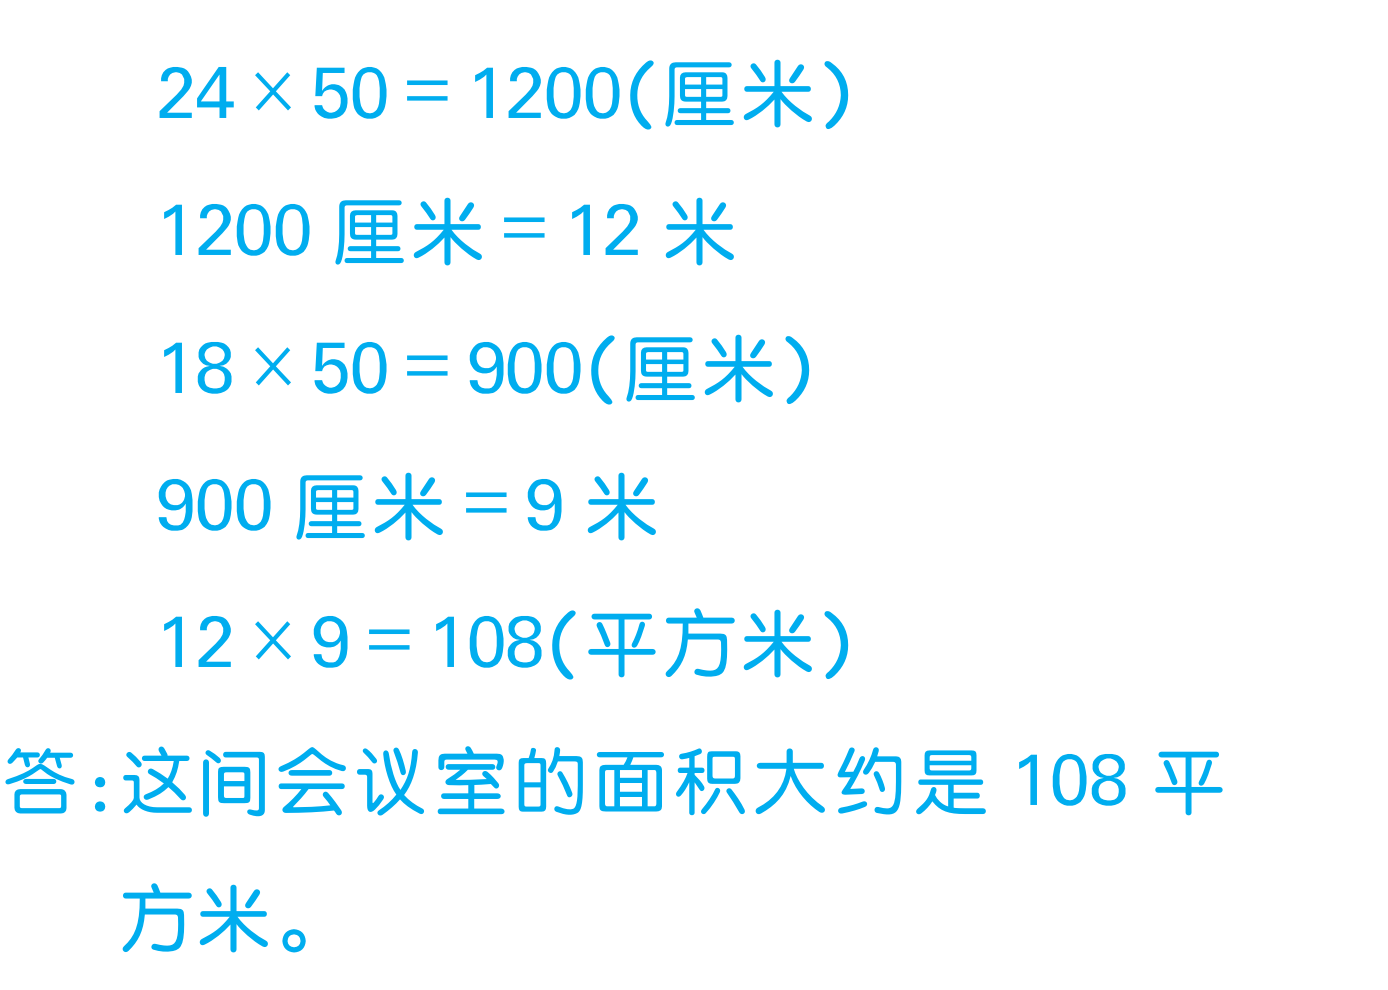 24×50=1200(厘米)
1200 厘米=12 米
18×50=900(厘米)
900 厘米=9 米
12×9=108(平方米)
答:这间会议室的面积大约是 108 平
方米。